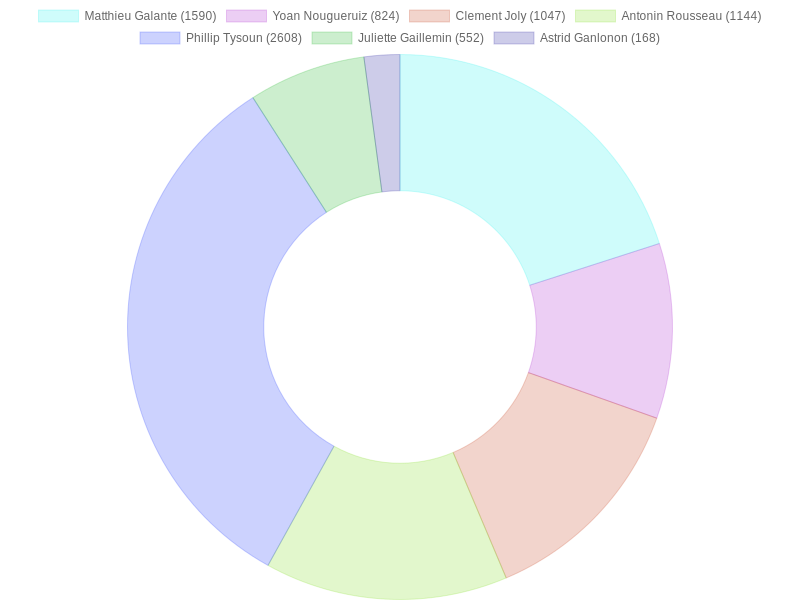 Matthieu Galante (1590) Yoan Nougueruiz (824) Clement Joly (1047) Antonin Rousseau (1144)
Phillip Tysoun (2608) Juliette Gaillemin (552) Astrid Ganlonon (168)